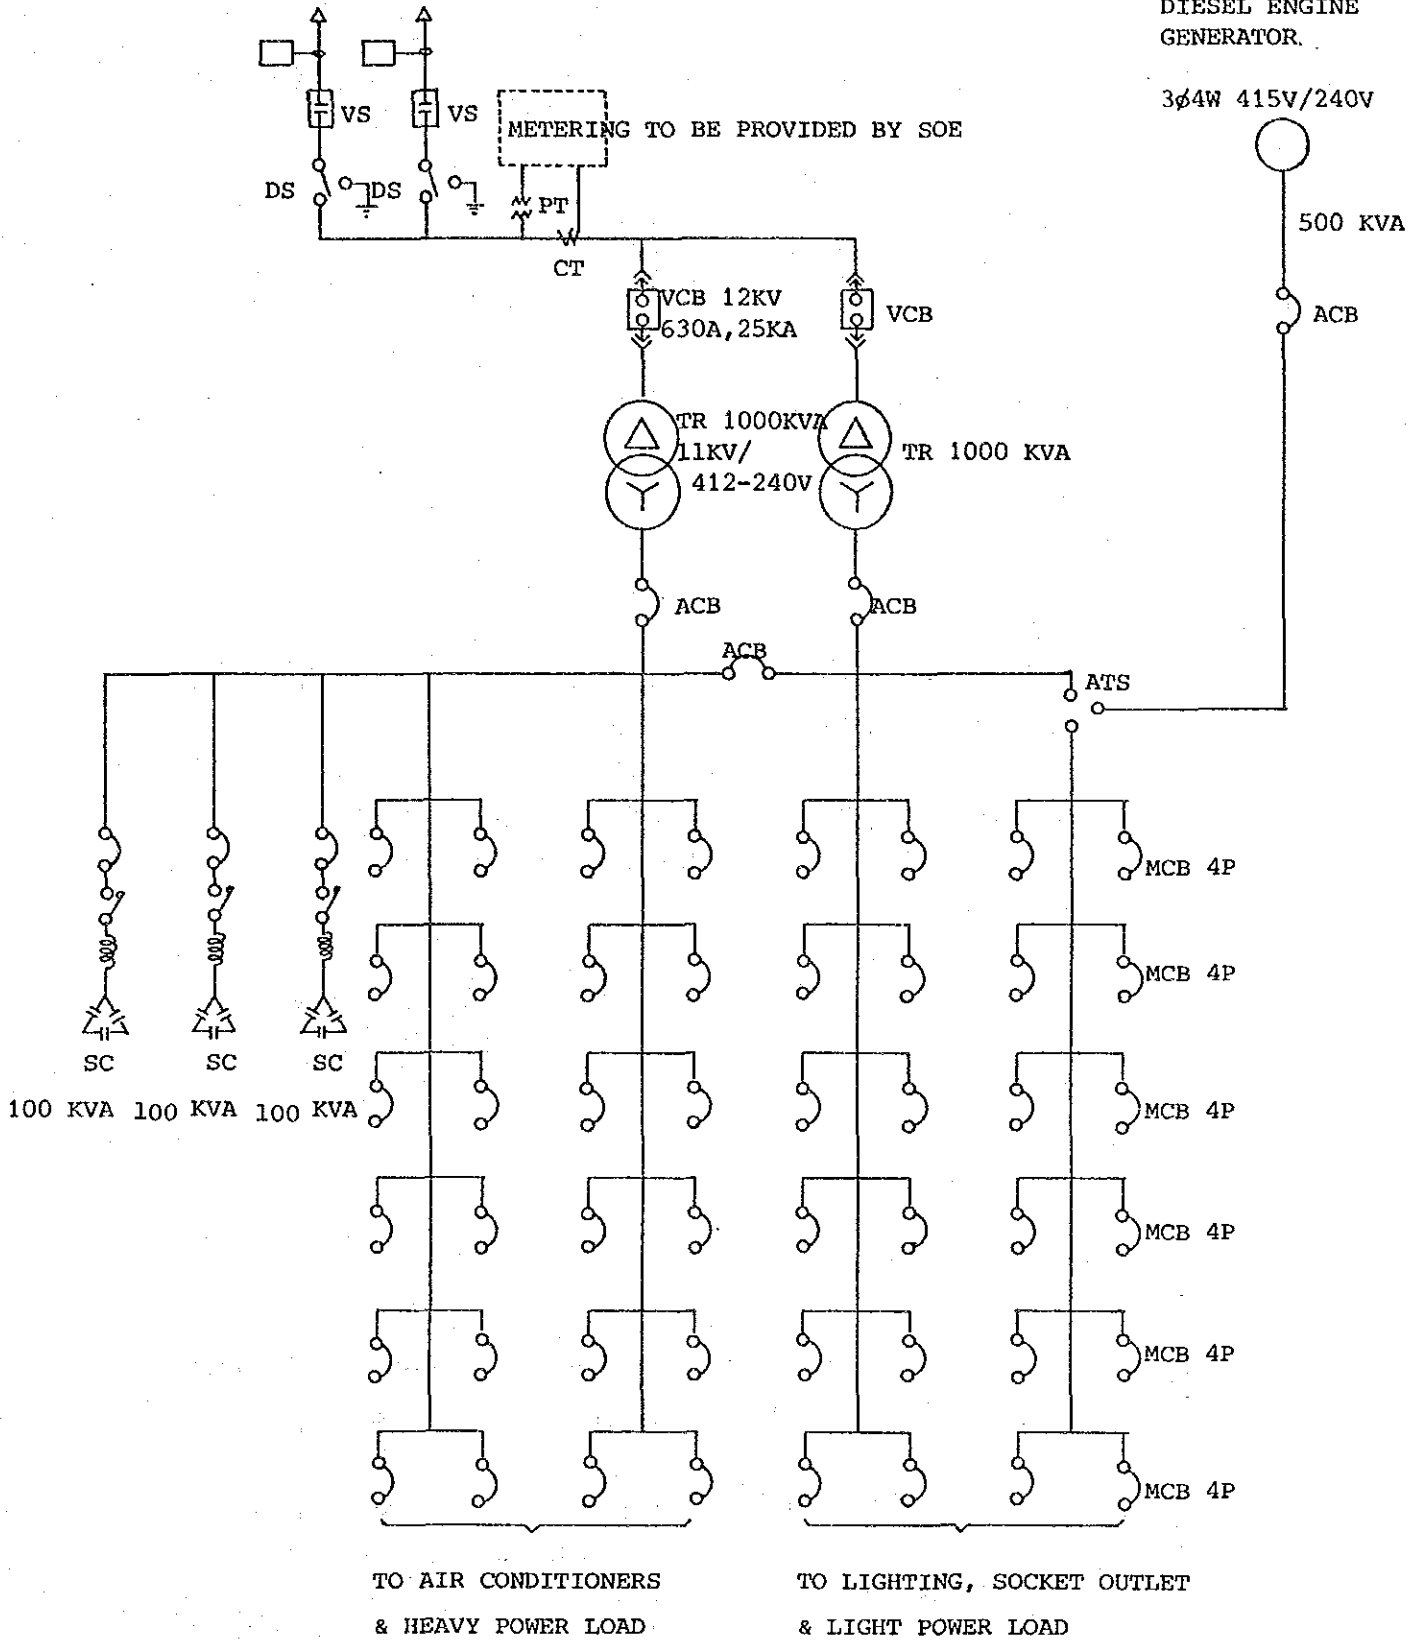 DIESEL ENGINE
GENERATOR.
3ø4W 415V/240V
VS
VS
METERING TO BE PROVIDED BY SOE
DS
DS
PT
500 KVA
CT
VCB 12KV
630A,25KA
VCB
ACB
TR 1000KVA
11KV/
412-240V
TR 1000 KVA
ACB
ACB
ACB
ATS
MCB 4P
MCB 4P
SC
SC
SC
100 KVA
100 KVA
100 KVA
MCB 4P
MCB 4P
MCB 4P
MCB 4P
TO AIR CONDITIONERS
& HEAVY POWER LOAD
TO LIGHTING, SOCKET OUTLET
& LIGHT POWER LOAD